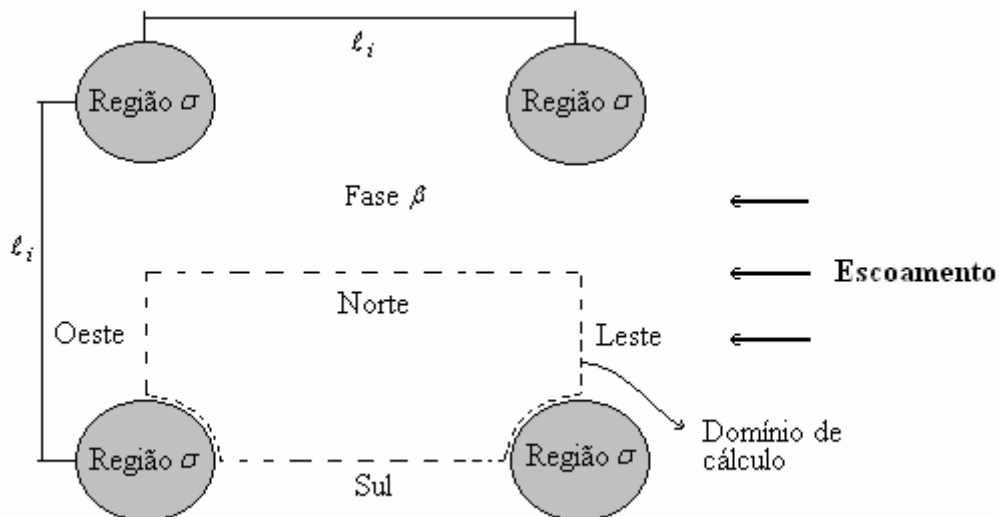 ℓi
Região σ
Região σ
Fase β
ℓi
Escoamento
Norte
Oeste
Leste
Região σ
Região σ
Domínio de
cálculo
Sul